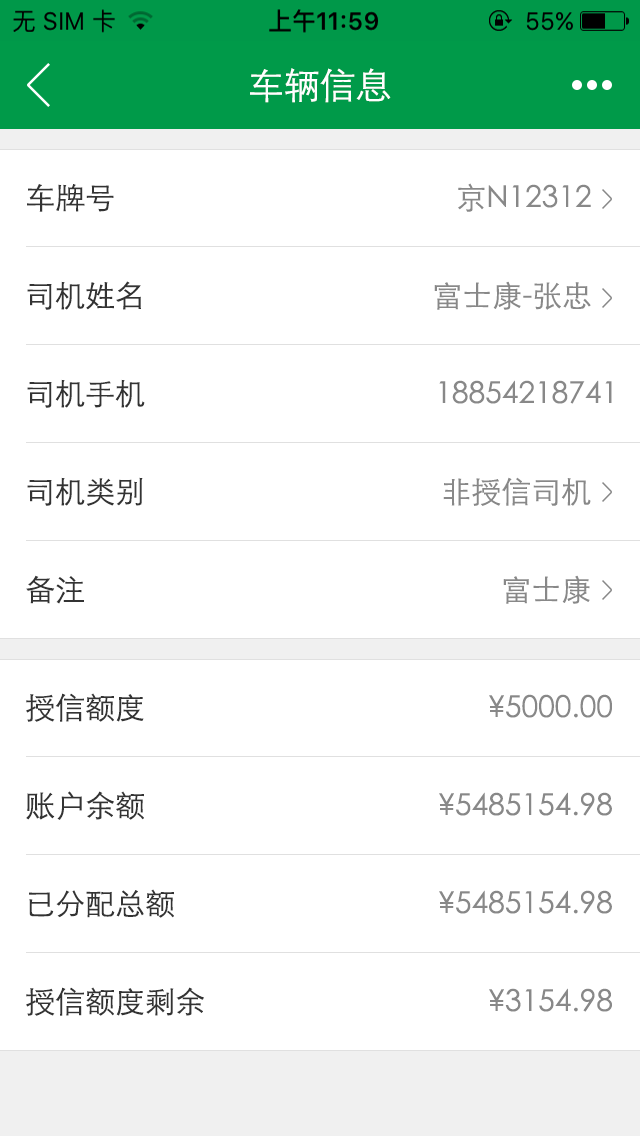 无 SIM 卡 上午11:59 55%
车辆信息
车牌号 京N12312
司机姓名 富士康-张忠
司机手机 18854218741
司机类别 非授信司机
备注 富士康
授信额度 ¥5000.00
账户余额 ¥5485154.98
已分配总额 ¥5485154.98
授信额度剩余 ¥3154.98